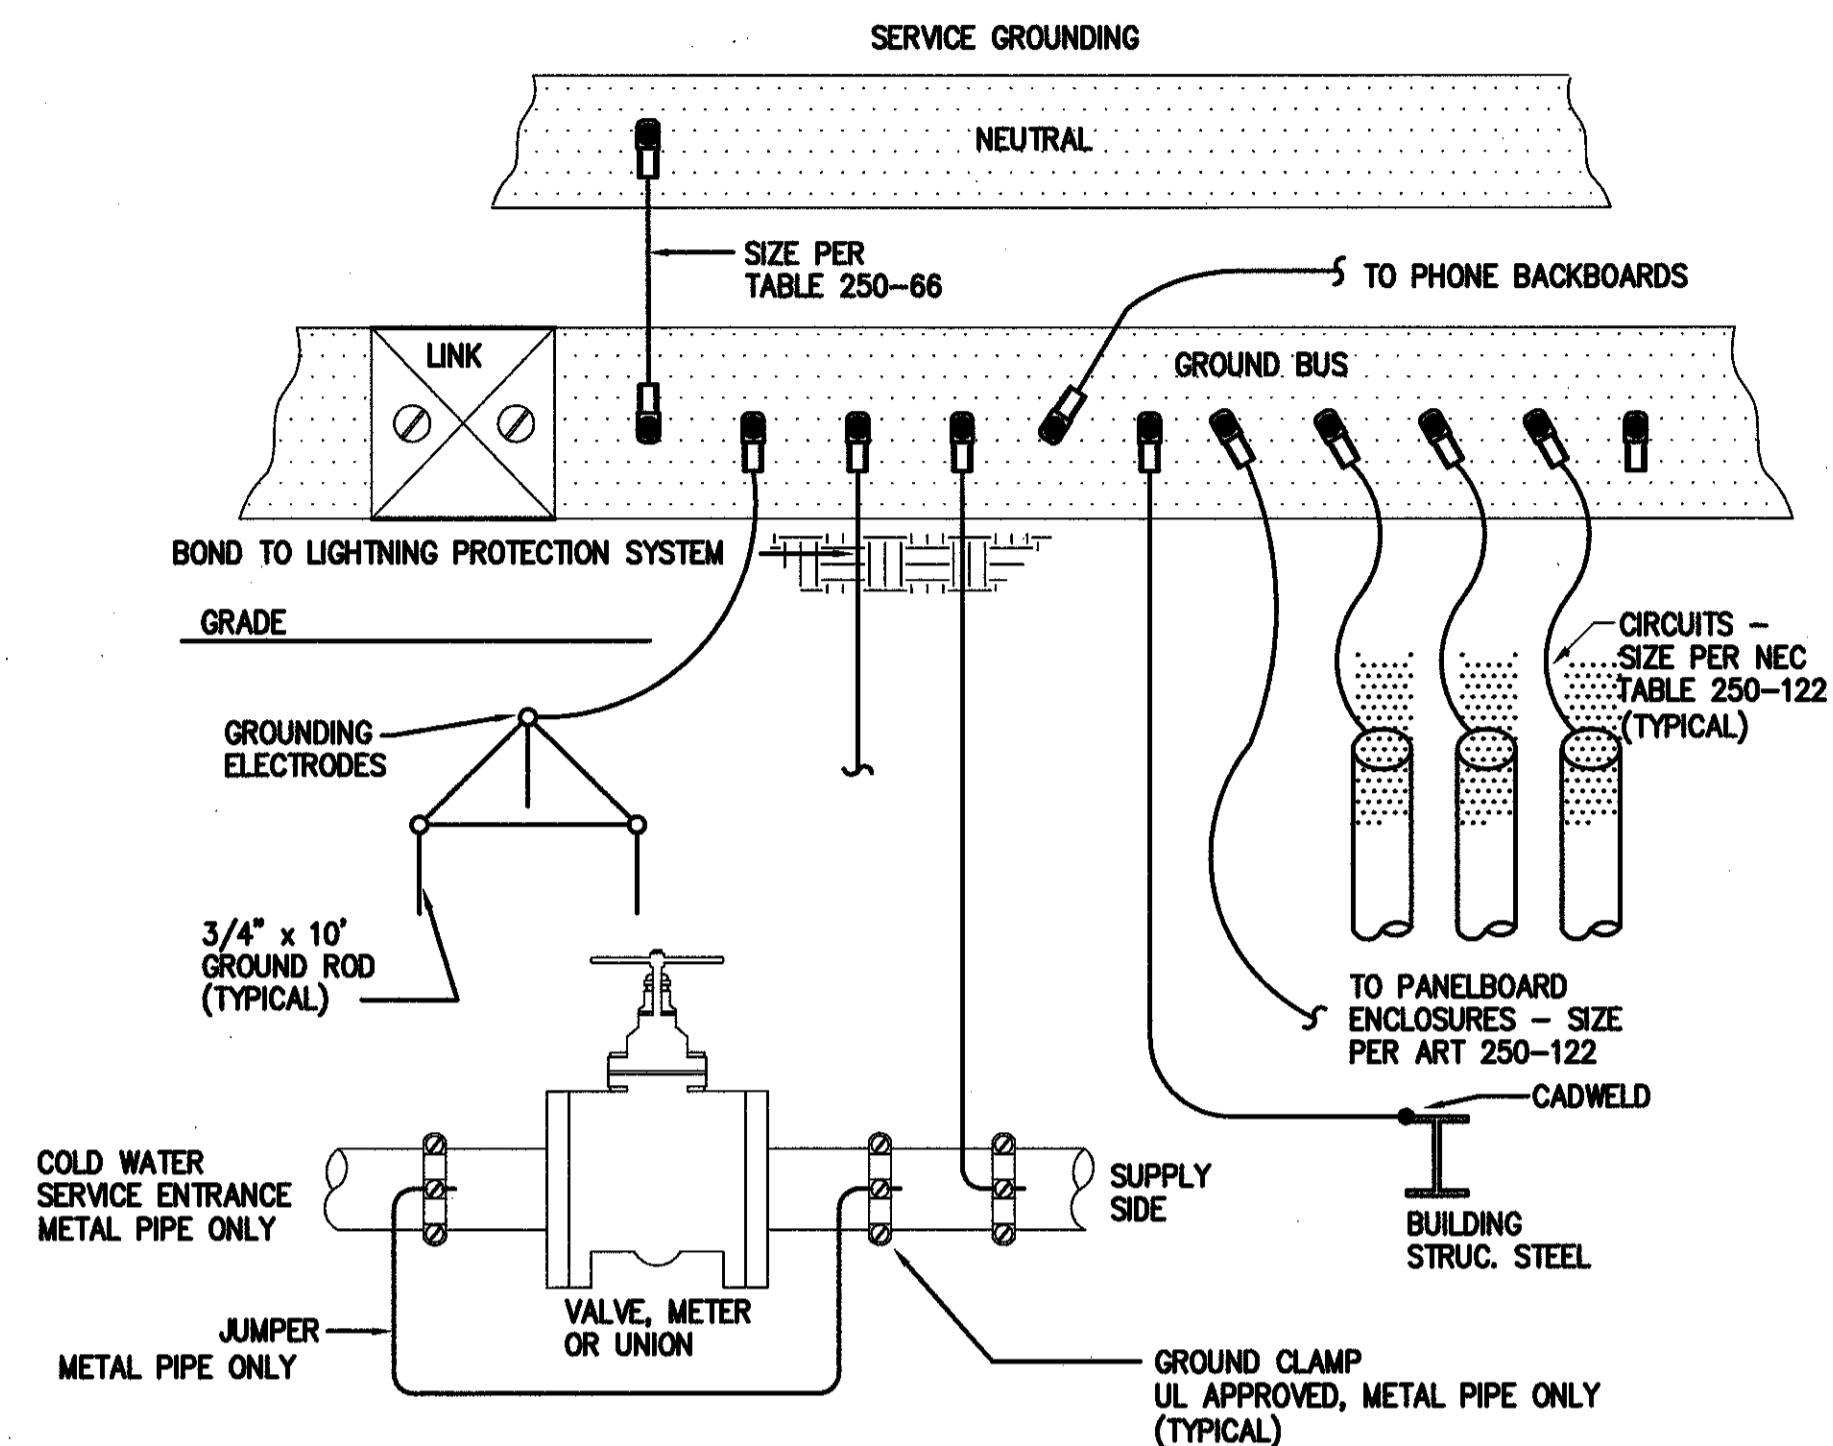 SERVICE GROUNDING
NEUTRAL
SIZE PER
TABLE 250-66
TO PHONE BACKBOARDS
LINK
GROUND BUS
BOND TO LIGHTNING PROTECTION SYSTEM
GRADE
CIRCUITS -
SIZE PER NEC
TABLE 250-122
(TYPICAL)
GROUNDING
ELECTRODES
3/4" x 10'
GROUND ROD
(TYPICAL)
TO PANELBOARD
ENCLOSURES - SIZE
PER ART 250-122
CADWELD
COLD WATER
SERVICE ENTRANCE
METAL PIPE ONLY
SUPPLY
SIDE
BUILDING
STRUC. STEEL
VALVE, METER
OR UNION
JUMPER
METAL PIPE ONLY
GROUND CLAMP
UL APPROVED, METAL PIPE ONLY
(TYPICAL)